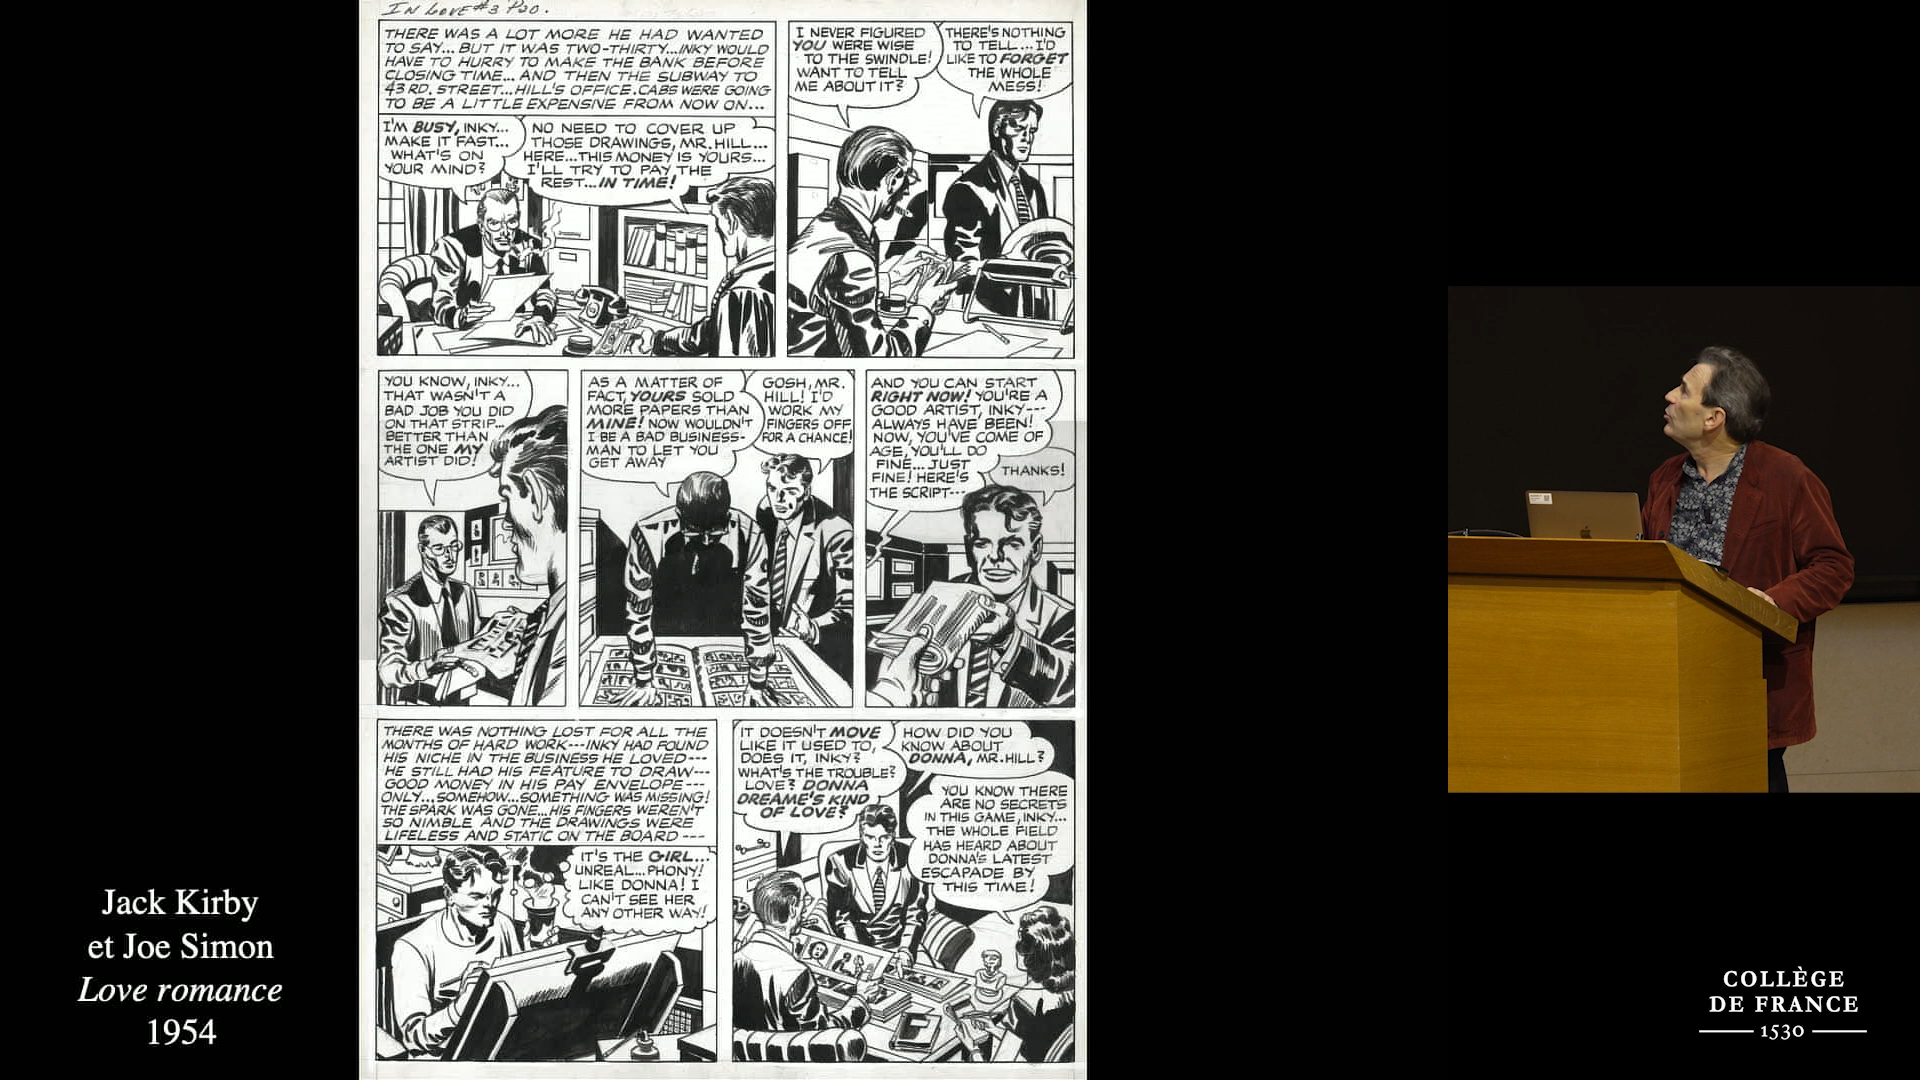 IN LOVE #3 P20.
THERE WAS A LOT MORE HE HAD WANTED
TO SAY... BUT IT WAS TWO-THIRTY...INKY WOULD
HAVE TO HURRY TO MAKE THE BANK BEFORE
CLOSING TIME... AND THEN THE SUBWAY TO
43 RD. STREET...HILL'S OFFICE. CABS WERE GOING
TO BE A LITTLE EXPENSIVE FROM NOW ON...
I'M BUSY, INKY...
MAKE IT FAST...
WHAT'S ON
YOUR MIND?
NO NEED TO COVER UP
THOSE DRAWINGS, MR. HILL...
HERE...THIS MONEY IS YOURS...
I'LL TRY TO PAY THE
REST...IN TIME!
I NEVER FIGURED
YOU WERE WISE
TO THE SWINDLE!
WANT TO TELL
ME ABOUT IT?
THERE'S NOTHING
TO TELL...I'D
LIKE TO FORGET
THE WHOLE
MESS!
YOU KNOW, INKY...
THAT WASN'T A
BAD JOB YOU DID
ON THAT STRIP...
BETTER THAN
THE ONE MY
ARTIST DID!
AS A MATTER OF
FACT, YOURS SOLD
MORE PAPERS THAN
MINE! NOW WOULDN'T
I BE A BAD BUSINESS-
MAN TO LET YOU
GET AWAY
GOSH, MR.
HILL! I'D
WORK MY
FINGERS OFF
FOR A CHANCE!
AND YOU CAN START
RIGHT NOW! YOU'RE A
GOOD ARTIST, INKY---
ALWAYS HAVE BEEN!
NOW, YOU'VE COME OF
AGE, YOU'LL DO
FINE... JUST
FINE! HERE'S
THE SCRIPT---
THANKS!
THERE WAS NOTHING LOST FOR ALL THE
MONTHS OF HARD WORK---INKY HAD FOUND
HIS NICHE IN THE BUSINESS HE LOVED---
HE STILL HAD HIS FEATURE TO DRAW---
GOOD MONEY IN HIS PAY ENVELOPE---
ONLY...SOMEHOW...SOMETHING WAS MISSING!
THE SPARK WAS GONE...HIS FINGERS WEREN'T
SO NIMBLE AND THE DRAWINGS WERE
LIFELESS AND STATIC ON THE BOARD ---
IT'S THE GIRL...
UNREAL...PHONY!
LIKE DONNA! I
CAN'T SEE HER
ANY OTHER WAY!
IT DOESN'T MOVE
LIKE IT USED TO,
DOES IT, INKY?
WHAT'S THE TROUBLE?
LOVE? DONNA
DREAME'S KIND
OF LOVE?
HOW DID YOU
KNOW ABOUT
DONNA, MR. HILL?
YOU KNOW THERE
ARE NO SECRETS
IN THIS GAME, INKY...
THE WHOLE FIELD
HAS HEARD ABOUT
DONNA'S LATEST
ESCAPADE BY
THIS TIME!
Jack Kirby
et Joe Simon
Love romance
1954
COLLÈGE
DE FRANCE
1530